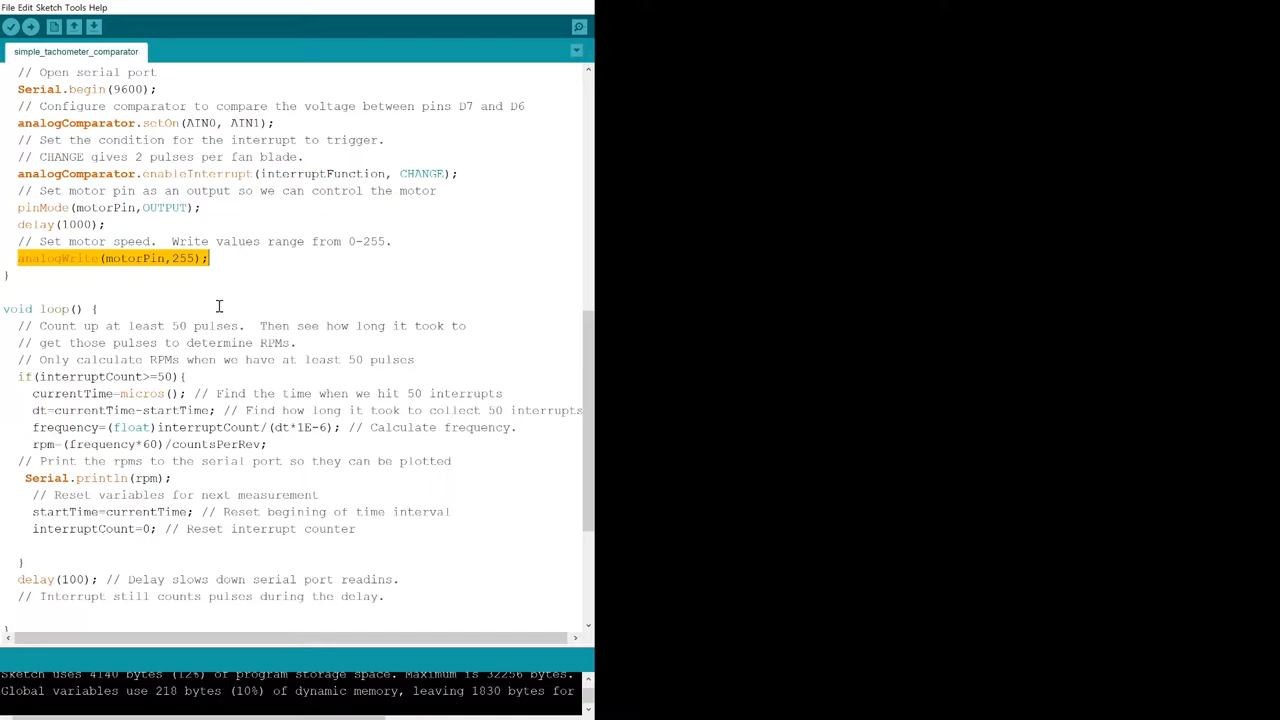 File Edit Sketch Tools Help
simple_tachometer_comparator
// Open serial port
Serial.begin(9600);
// Configure comparator to compare the voltage between pins D7 and D6
analogComparator.setOn(AIN0, AIN1);
// Set the condition for the interrupt to trigger.
// CHANGE gives 2 pulses per fan blade.
analogComparator.enableInterrupt(interruptFunction, CHANGE);
// Set motor pin as an output so we can control the motor
pinMode(motorPin,OUTPUT);
delay(1000);
// Set motor speed.  Write values range from 0-255.
analogWrite(motorPin,255);
}
void loop() {
// Count up at least 50 pulses.  Then see how long it took to
// get those pulses to determine RPMs.
// Only calculate RPMs when we have at least 50 pulses
if(interruptCount>=50){
currentTime=micros(); // Find the time when we hit 50 interrupts
dt=currentTime-startTime; // Find how long it took to collect 50 interrupts
frequency=(float)interruptCount/(dt*1E-6); // Calculate frequency.
rpm=(frequency*60)/countsPerRev;
// Print the rpms to the serial port so they can be plotted
Serial.println(rpm);
// Reset variables for next measurement
startTime=currentTime; // Reset begining of time interval
interruptCount=0; // Reset interrupt counter
}
delay(100); // Delay slows down serial port readins.
// Interrupt still counts pulses during the delay.
}
Sketch uses 4140 bytes (12%) of program storage space. Maximum is 32256 bytes.
Global variables use 218 bytes (10%) of dynamic memory, leaving 1830 bytes for